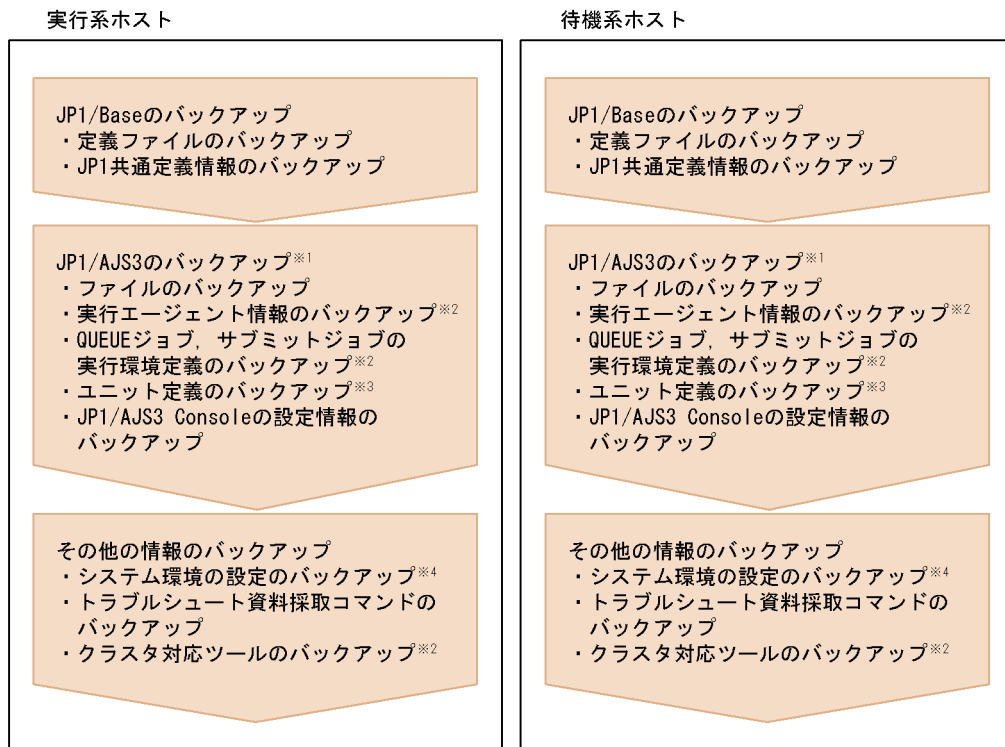 実行系ホスト
JP1/Baseのバックアップ
・定義ファイルのバックアップ
・JP1共通定義情報のバックアップ
JP1/AJS3のバックアップ※1
・ファイルのバックアップ
・実行エージェント情報のバックアップ※2
・QUEUEジョブ，サブミットジョブの
実行環境定義のバックアップ※2
・ユニット定義のバックアップ※3
・JP1/AJS3 Consoleの設定情報の
バックアップ
その他の情報のバックアップ
・システム環境の設定のバックアップ※4
・トラブルシュート資料採取コマンドの
バックアップ
・クラスタ対応ツールのバックアップ※2
待機系ホスト
JP1/Baseのバックアップ
・定義ファイルのバックアップ
・JP1共通定義情報のバックアップ
JP1/AJS3のバックアップ※1
・ファイルのバックアップ
・実行エージェント情報のバックアップ※2
・QUEUEジョブ，サブミットジョブの
実行環境定義のバックアップ※2
・ユニット定義のバックアップ※3
・JP1/AJS3 Consoleの設定情報の
バックアップ
その他の情報のバックアップ
・システム環境の設定のバックアップ※4
・トラブルシュート資料採取コマンドの
バックアップ
・クラスタ対応ツールのバックアップ※2